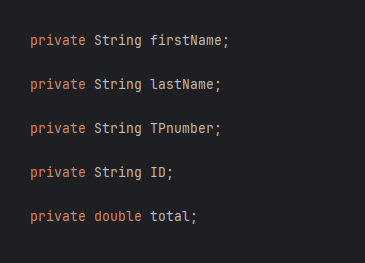 private String firstName;
private String lastName;
private String TPnumber;
private String ID;
private double total;